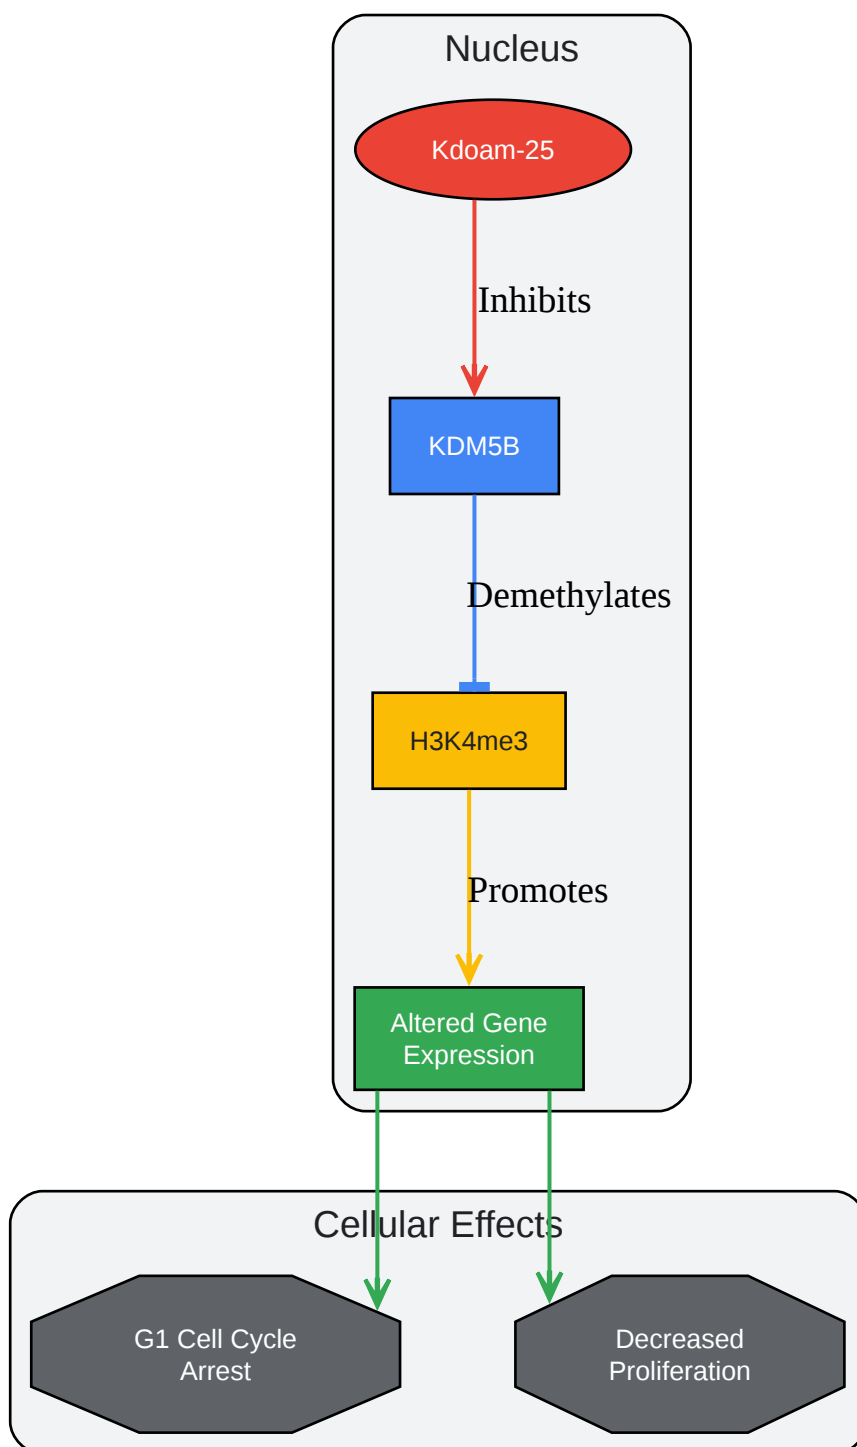 Nucleus
Kdoam-25
Inhibits
KDM5B
Demethylates
H3K4me3
Promotes
Altered Gene
Expression
Cellular Effects
G1 Cell Cycle
Arrest
Decreased
Proliferation